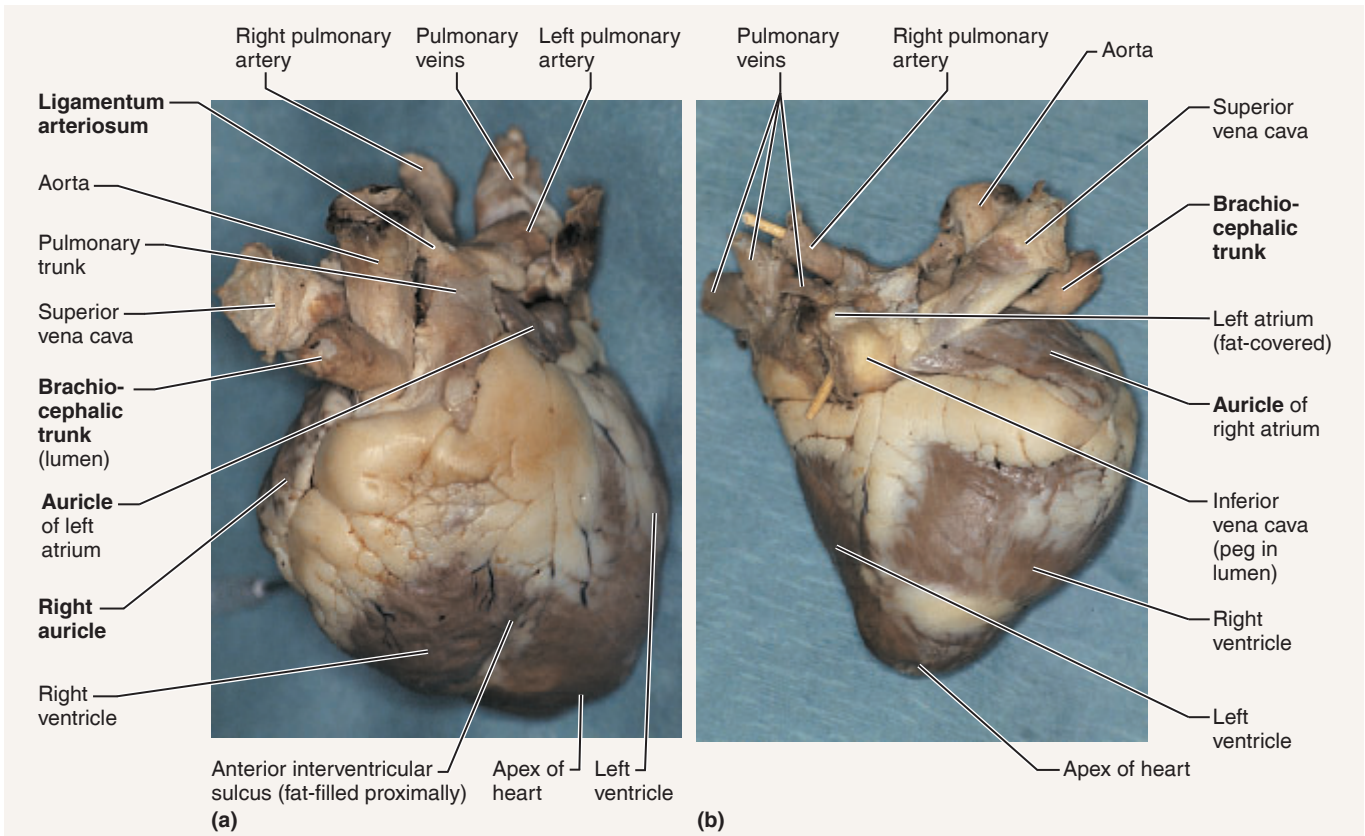 Right pulmonary
artery
Pulmonary
veins
Left pulmonary
artery
Ligamentum
arteriosum
Aorta
Pulmonary
trunk
Superior
vena cava
Brachio-
cephalic
trunk
(lumen)
Auricle
of left
atrium
Right
auricle
Right
ventricle
Anterior interventricular
sulcus (fat-filled proximally)
Apex of
heart
Left
ventricle
(a)
Pulmonary
veins
Right pulmonary
artery
Aorta
Superior
vena cava
Brachio-
cephalic
trunk
Left atrium
(fat-covered)
Auricle of
right atrium
Inferior
vena cava
(peg in
lumen)
Right
ventricle
Left
ventricle
Apex of heart
(b)